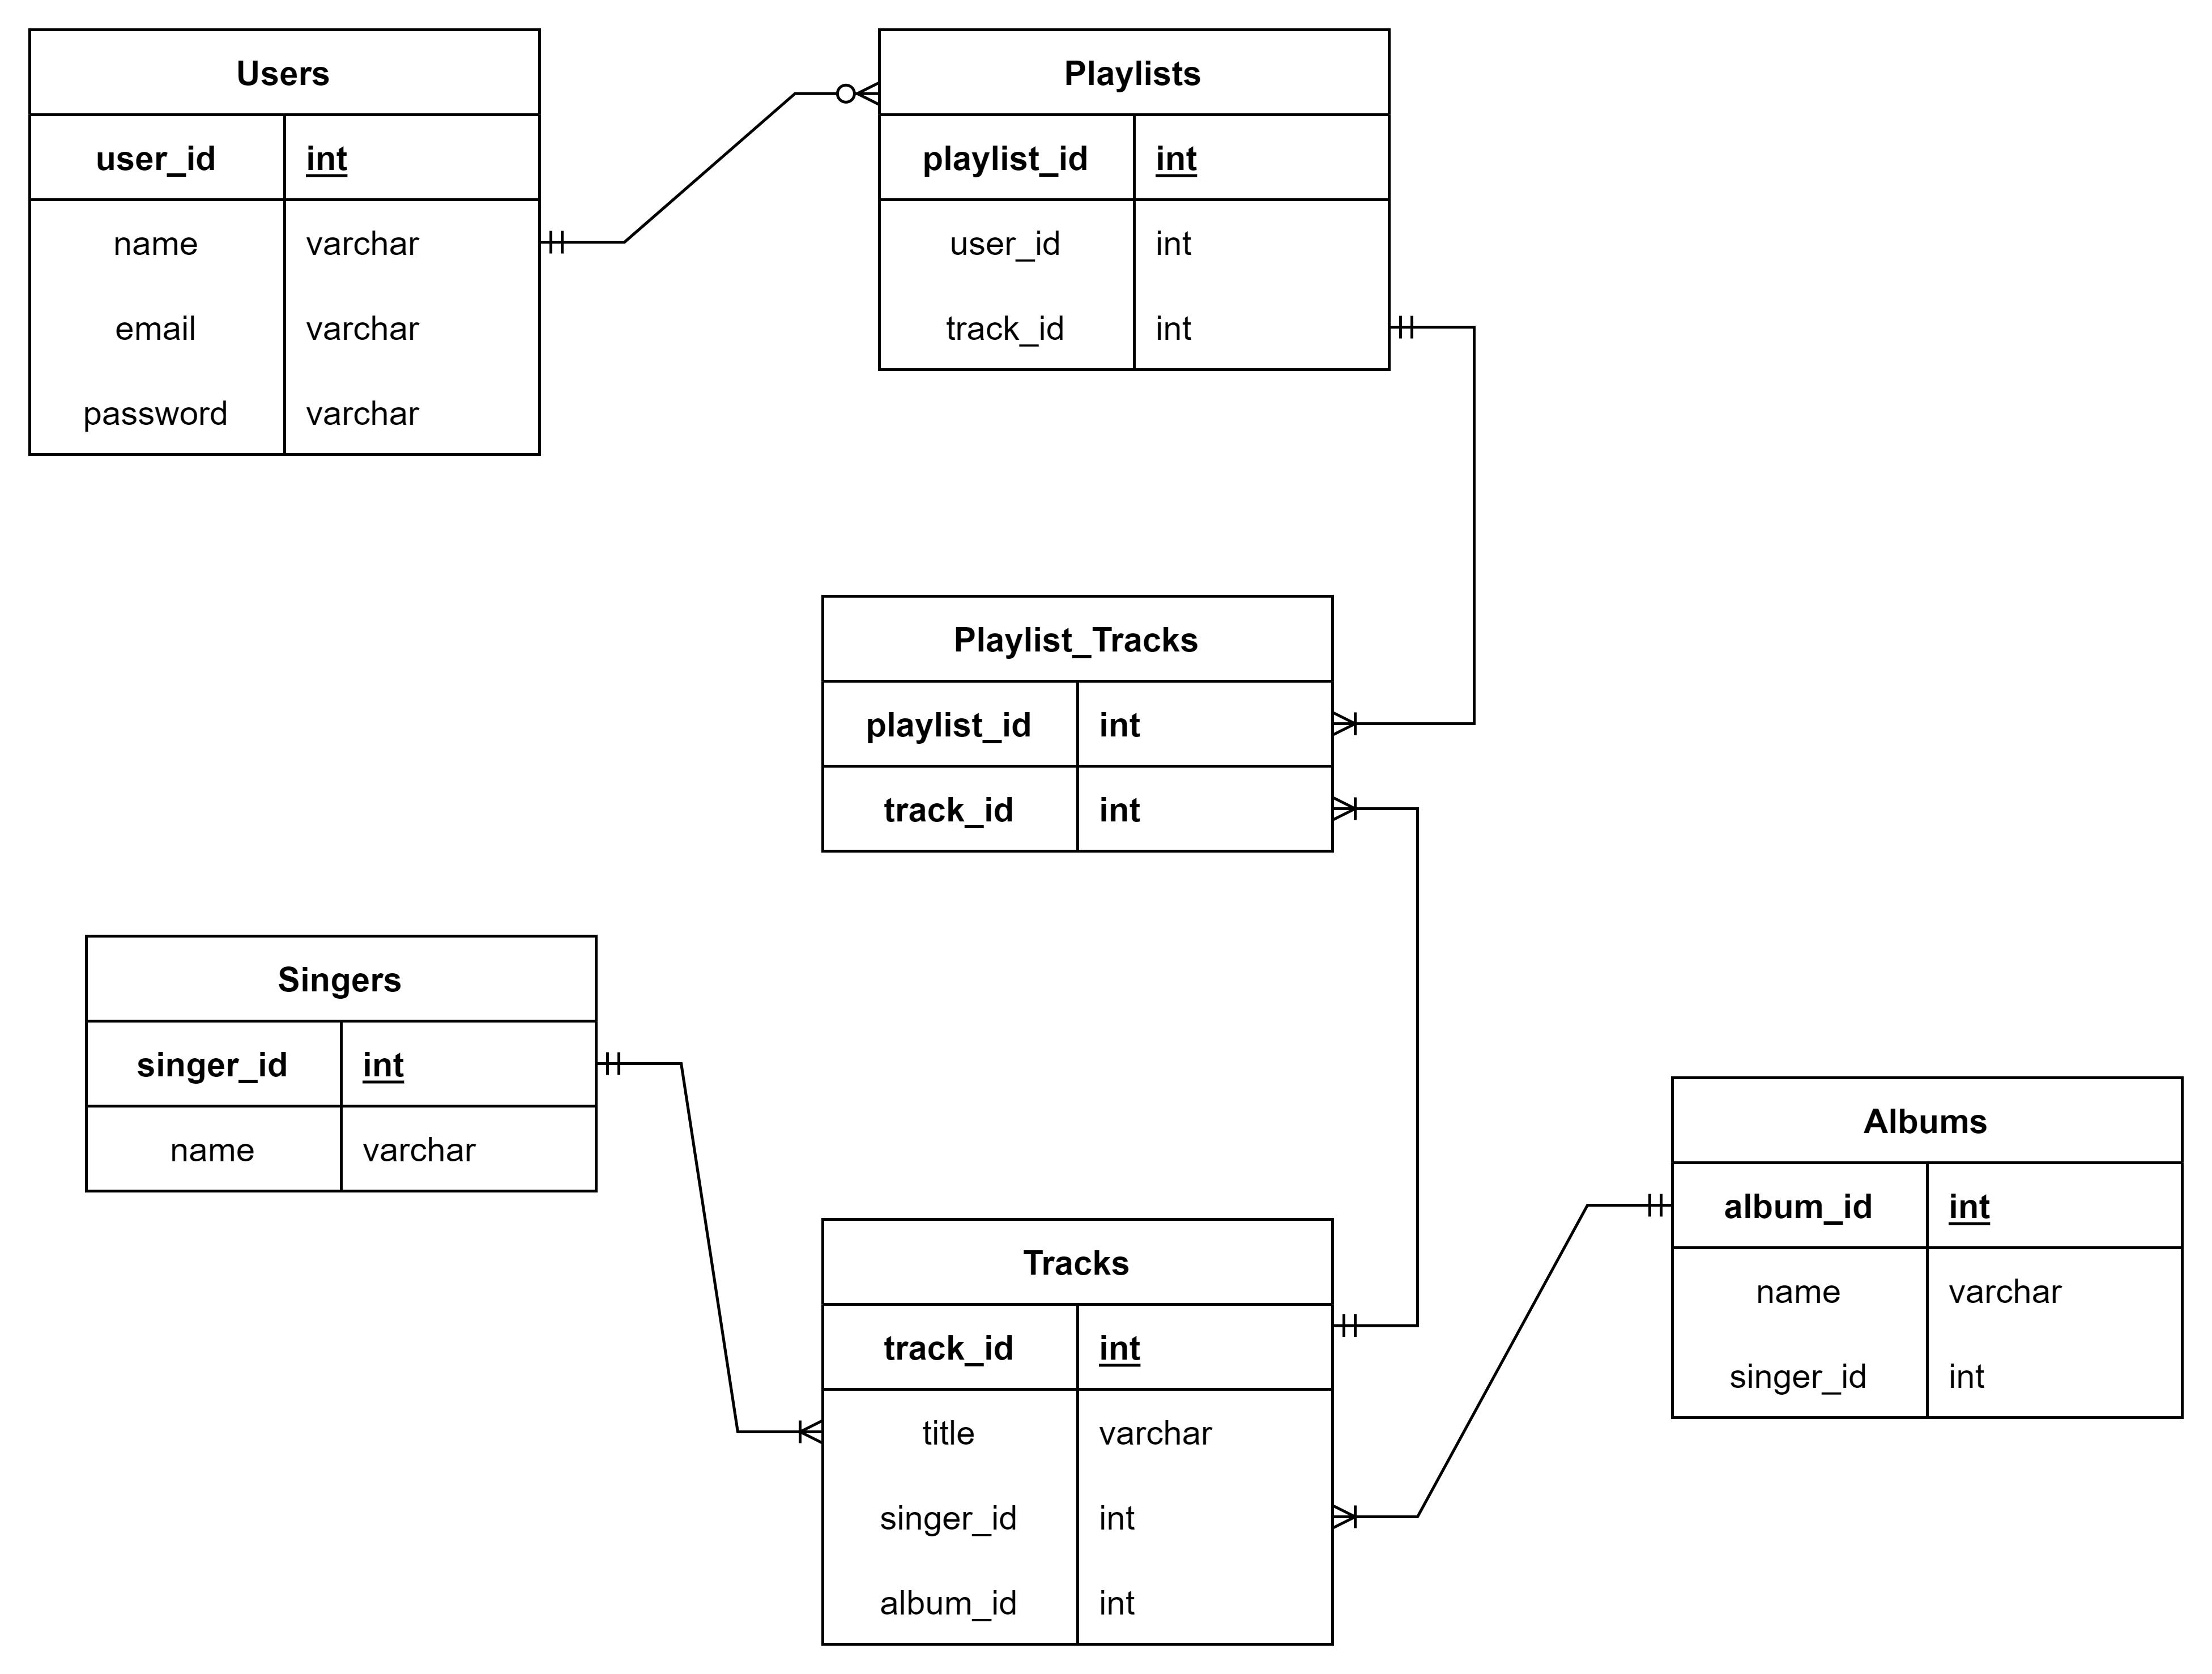 Users
user_id int
name varchar
email varchar
password varchar
Playlists
playlist_id int
user_id int
track_id int
Playlist_Tracks
playlist_id int
track_id int
Singers
singer_id int
name varchar
Tracks
track_id int
title varchar
singer_id int
album_id int
Albums
album_id int
name varchar
singer_id int